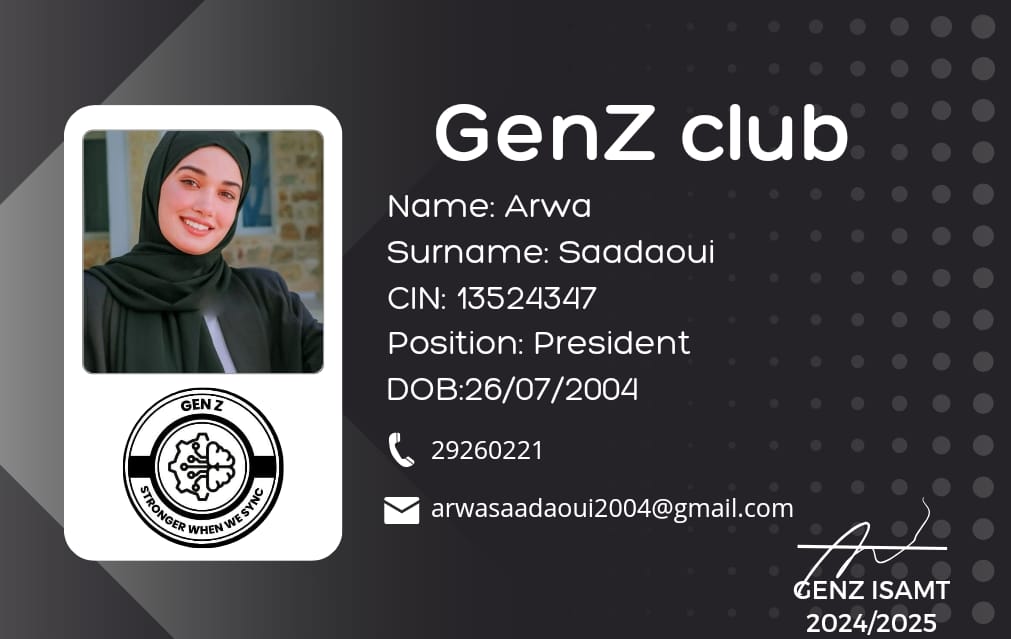 GenZ club
Name: Arwa
Surname: Saadaoui
CIN: 13524347
Position: President
DOB:26/07/2004
29260221
arwasaadaoui2004@gmail.com
GEN Z
STRONGER WHEN WE SYNC
GENZ ISAMT
2024/2025